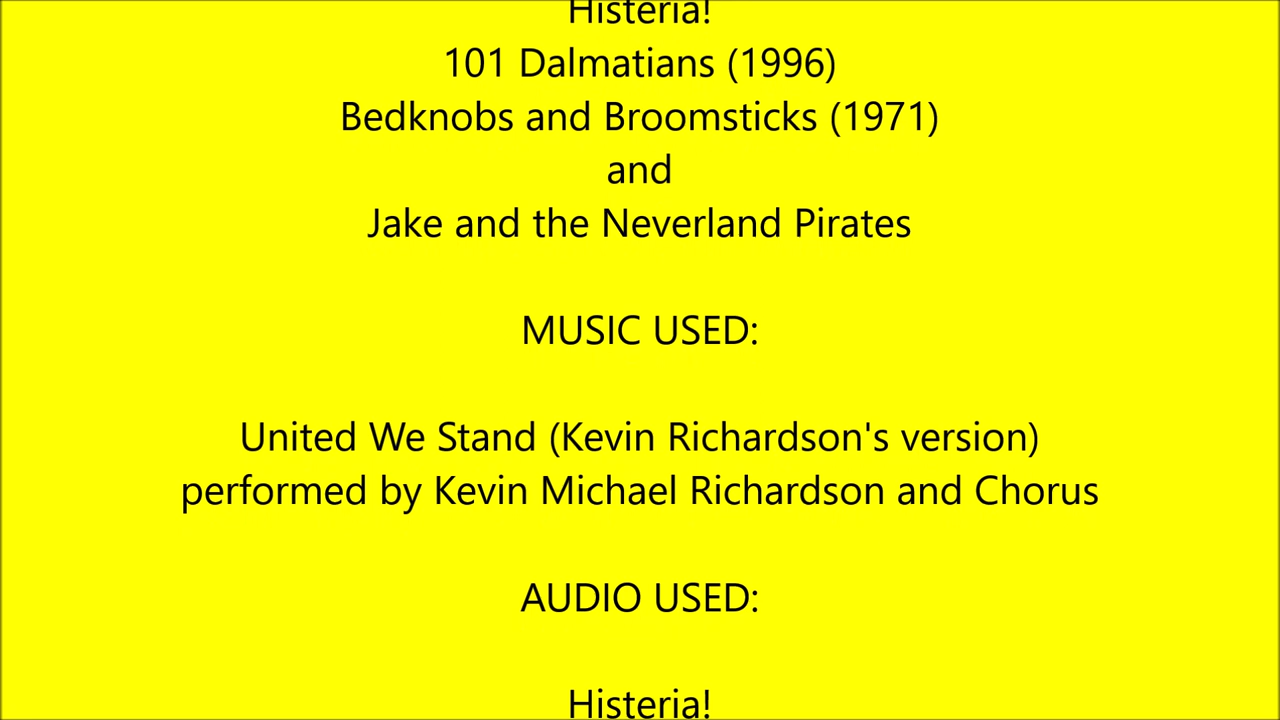 Histeria!
101 Dalmatians (1996)
Bedknobs and Broomsticks (1971)
and
Jake and the Neverland Pirates
MUSIC USED:
United We Stand (Kevin Richardson's version)
performed by Kevin Michael Richardson and Chorus
AUDIO USED:
Histeria!